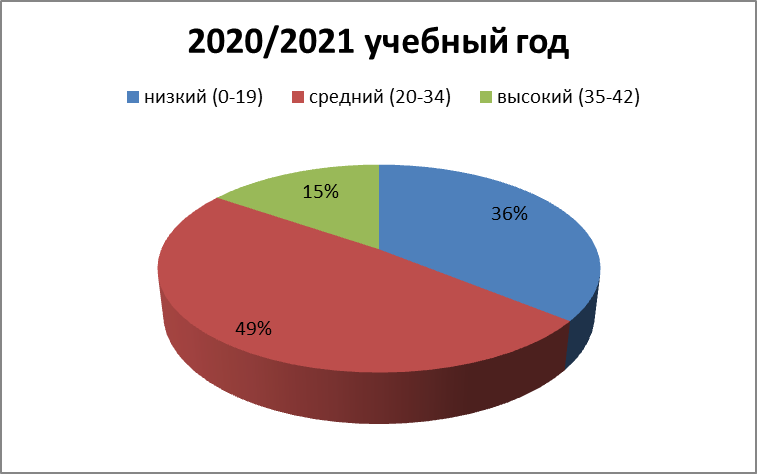 2020/2021 учебный год
низкий (0-19) средний (20-34) высокий (35-42)
15%
36%
49%